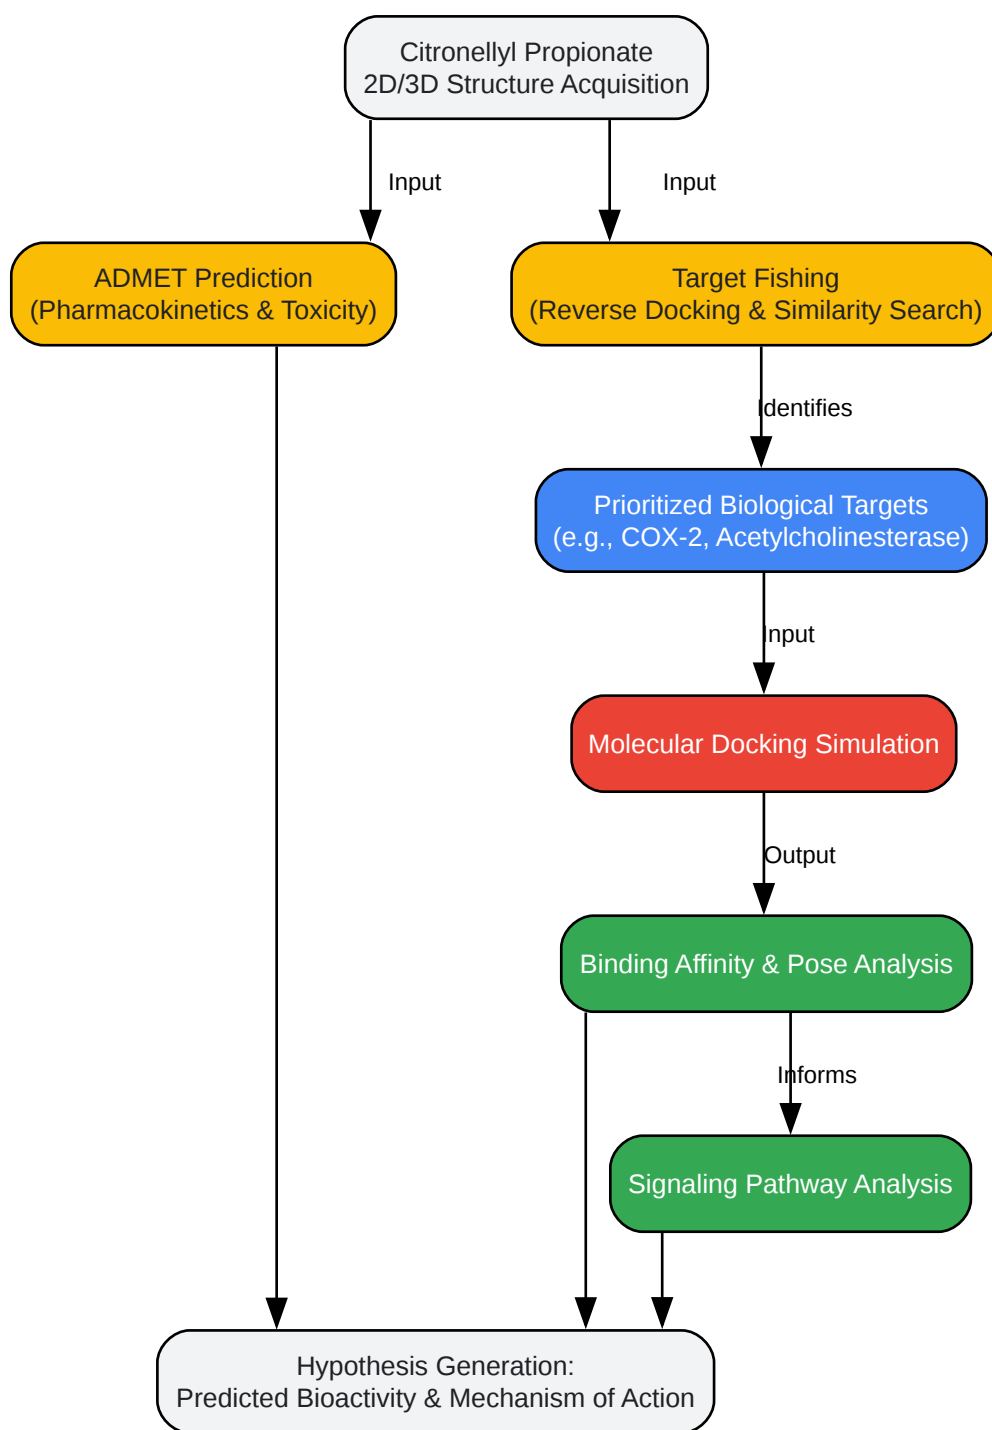 Citronellyl Propionate
2D/3D Structure Acquisition
Input
Input
ADMET Prediction
(Pharmacokinetics & Toxicity)
Target Fishing
(Reverse Docking & Similarity Search)
Identifies
Prioritized Biological Targets
(e.g., COX-2, Acetylcholinesterase)
Input
Molecular Docking Simulation
Output
Binding Affinity & Pose Analysis
Informs
Signaling Pathway Analysis
Hypothesis Generation:
Predicted Bioactivity & Mechanism of Action